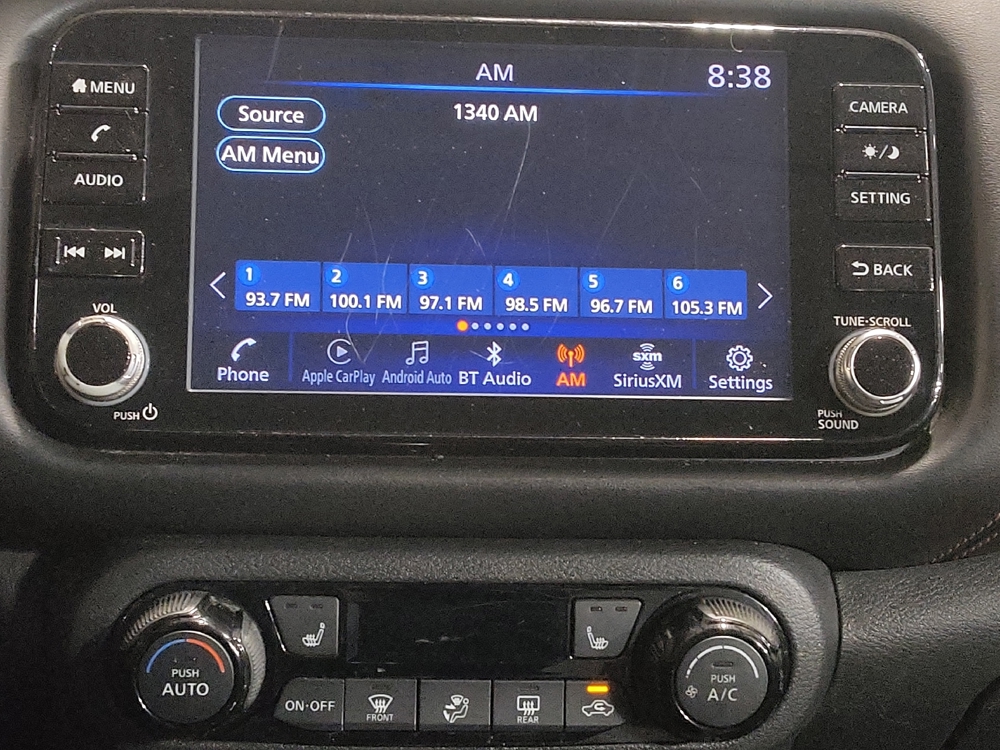 MENU
AUDIO
VOL
PUSH
AM
8:38
Source
1340 AM
AM Menu
1 2 3 4 5 6
93.7 FM 100.1 FM 97.1 FM 98.5 FM 96.7 FM 105.3 FM
Phone Apple CarPlay Android Auto BT Audio AM sxm SiriusXM Settings
CAMERA
SETTING
BACK
TUNE·SCROLL
PUSH
SOUND
PUSH
AUTO
ON·OFF
FRONT
REAR
PUSH
A/C